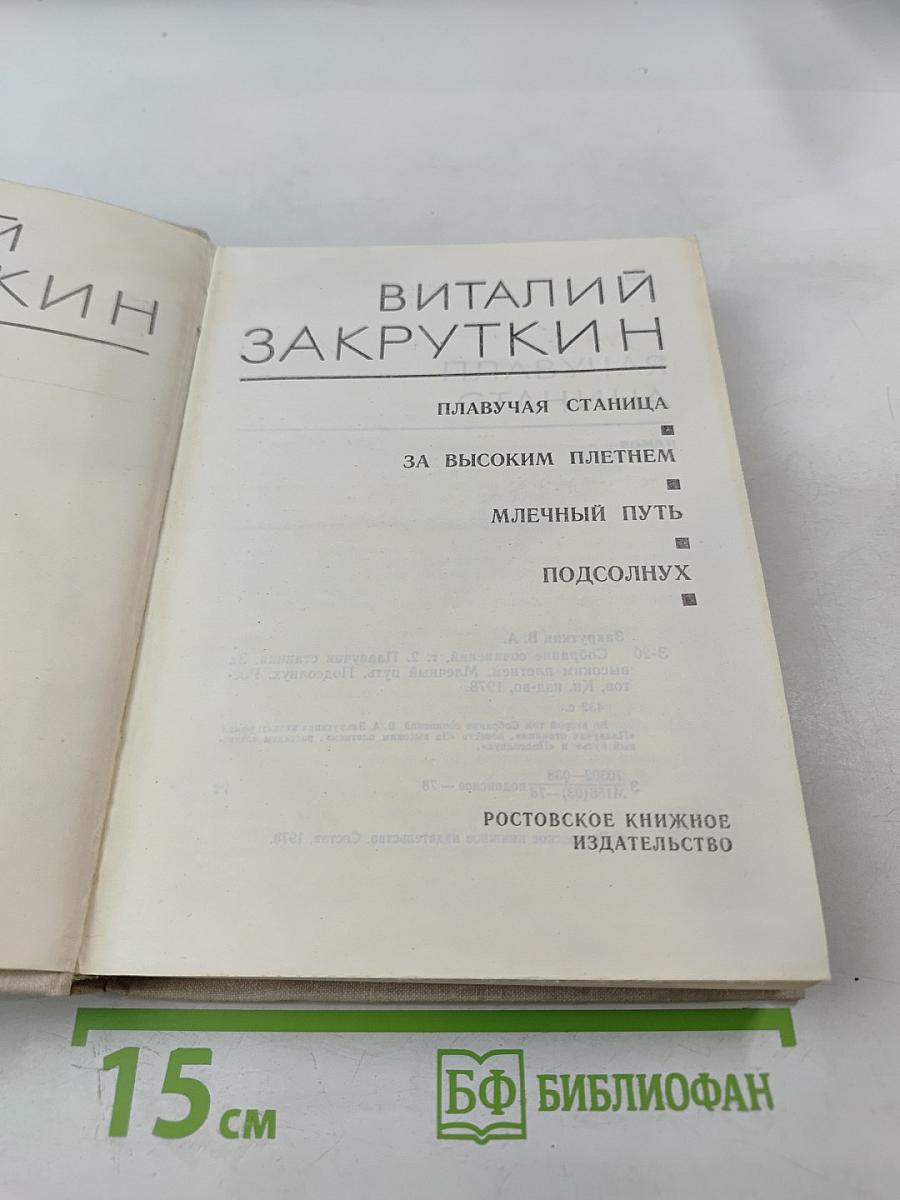 Й
КИН
ВИТАЛИЙ
ЗАКРУТКИН
ПЛАВУЧАЯ СТАНИЦА
ЗА ВЫСОКИМ ПЛЕТНЕМ
МЛЕЧНЫЙ ПУТЬ
ПОДСОЛНУХ
РОСТОВСКОЕ КНИЖНОЕ
ИЗДАТЕЛЬСТВО
15 см
БФ БИБЛИОФАН